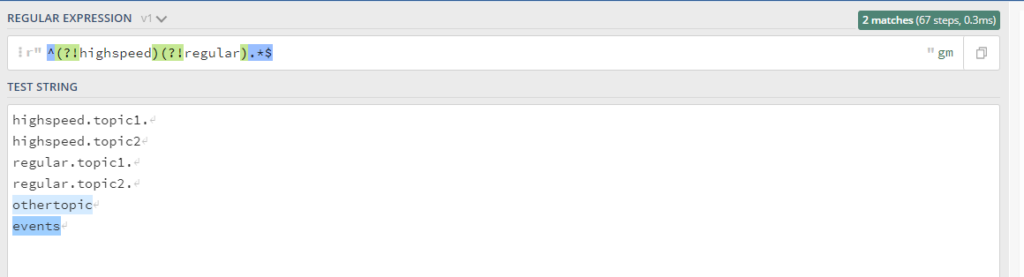 REGULAR EXPRESSION v1
2 matches (67 steps, 0.3ms)
r" ^(?!highspeed)(?!regular).*$ " gm
TEST STRING
highspeed.topic1.
highspeed.topic2
regular.topic1.
regular.topic2.
othertopic
events